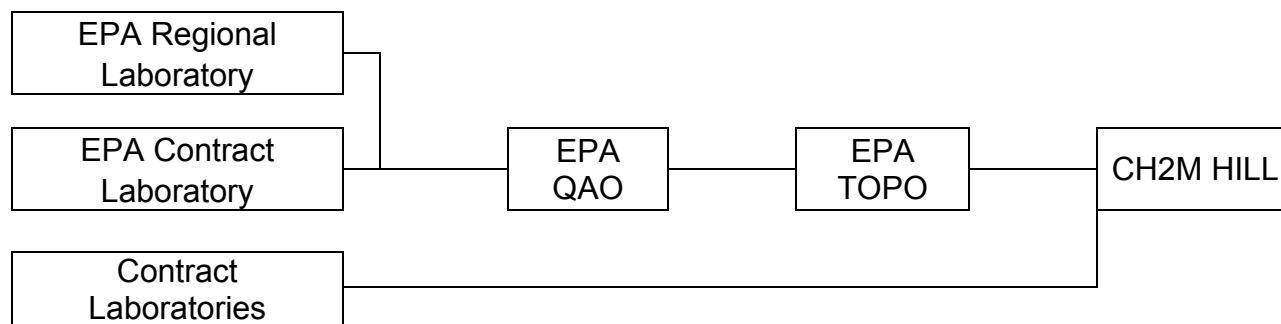 EPA Regional
Laboratory
EPA Contract
Laboratory
EPA
QAO
EPA
TOPO
CH2M HILL
Contract
Laboratories